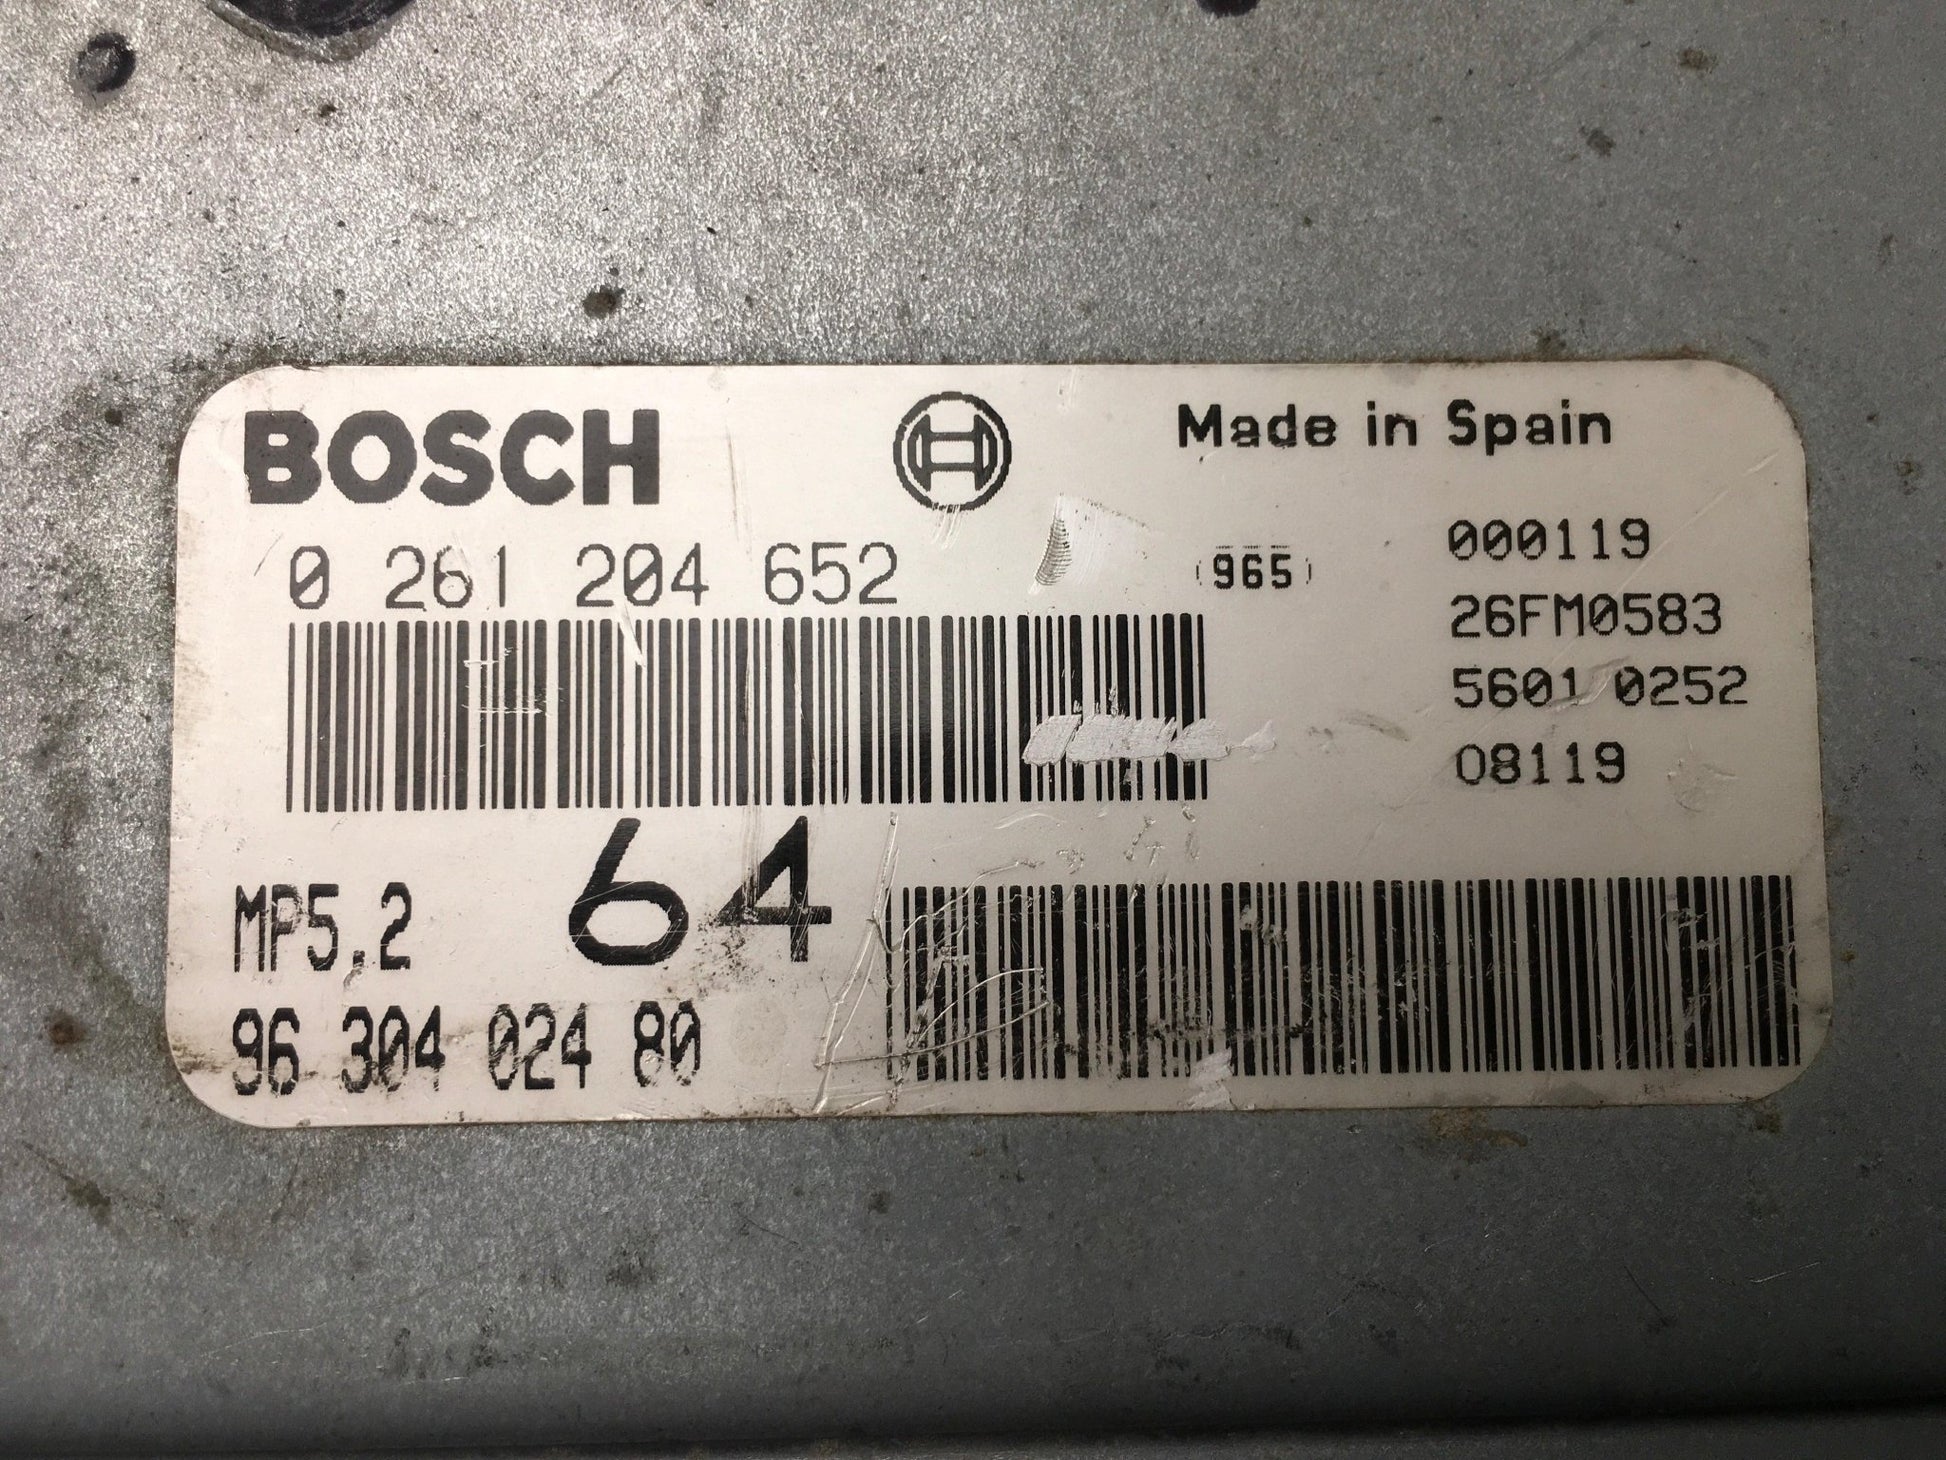 BOSCH
Made in Spain
0 261 204 652
(965)
000119
26FM0583
5601 0252
08119
MP5.2
64
96 304 024 80